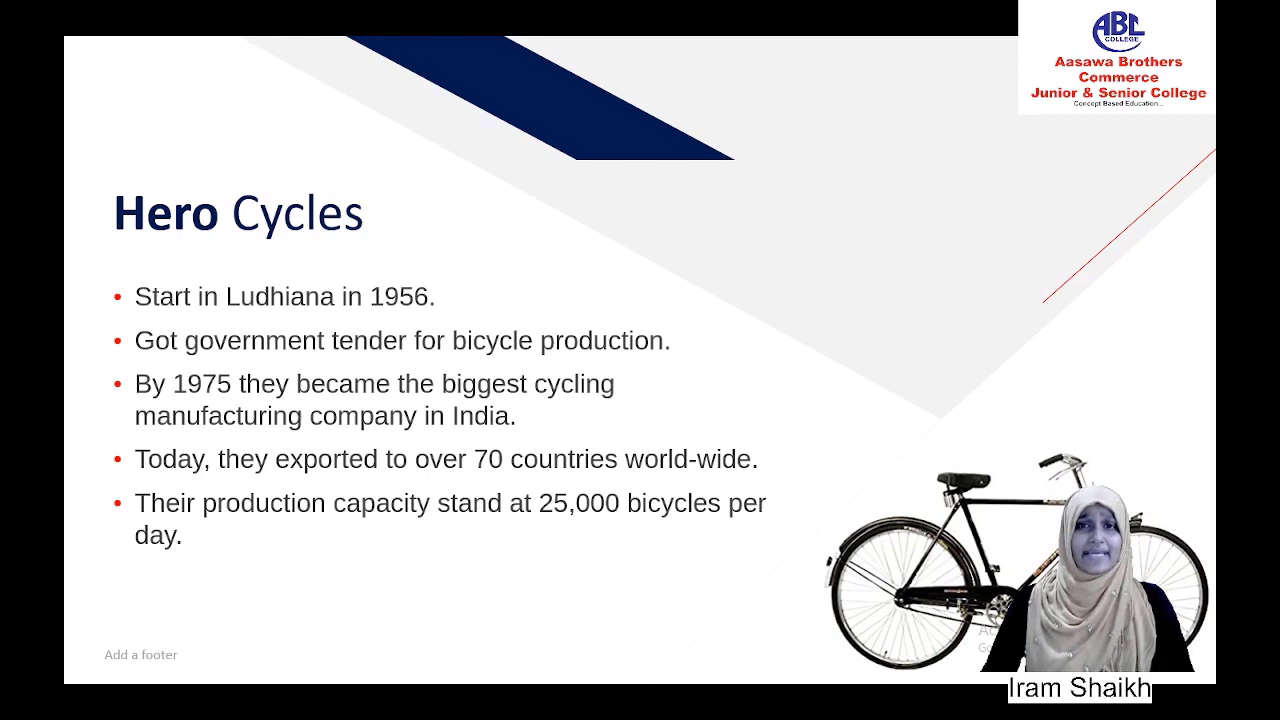 ABC
COLLEGE
Aasawa Brothers
Commerce
Junior & Senior College
Concept Based Education...
Hero Cycles
• Start in Ludhiana in 1956.
• Got government tender for bicycle production.
• By 1975 they became the biggest cycling
manufacturing company in India.
• Today, they exported to over 70 countries world-wide.
• Their production capacity stand at 25,000 bicycles per
day.
Add a footer
Iram Shaikh